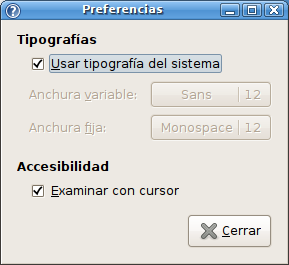 Preferencias
Tipografías
Usar tipografía del sistema
Anchura variable: Sans 12
Anchura fija: Monospace 12
Accesibilidad
Examinar con cursor
Cerrar